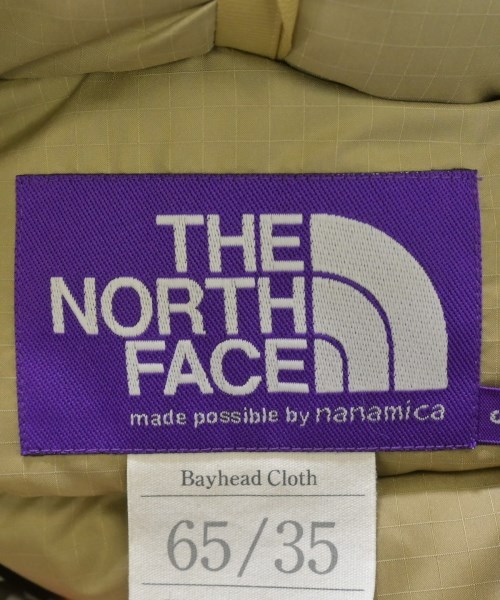 THE
NORTH
FACE
made possible by nanamica
Bayhead Cloth
65/35